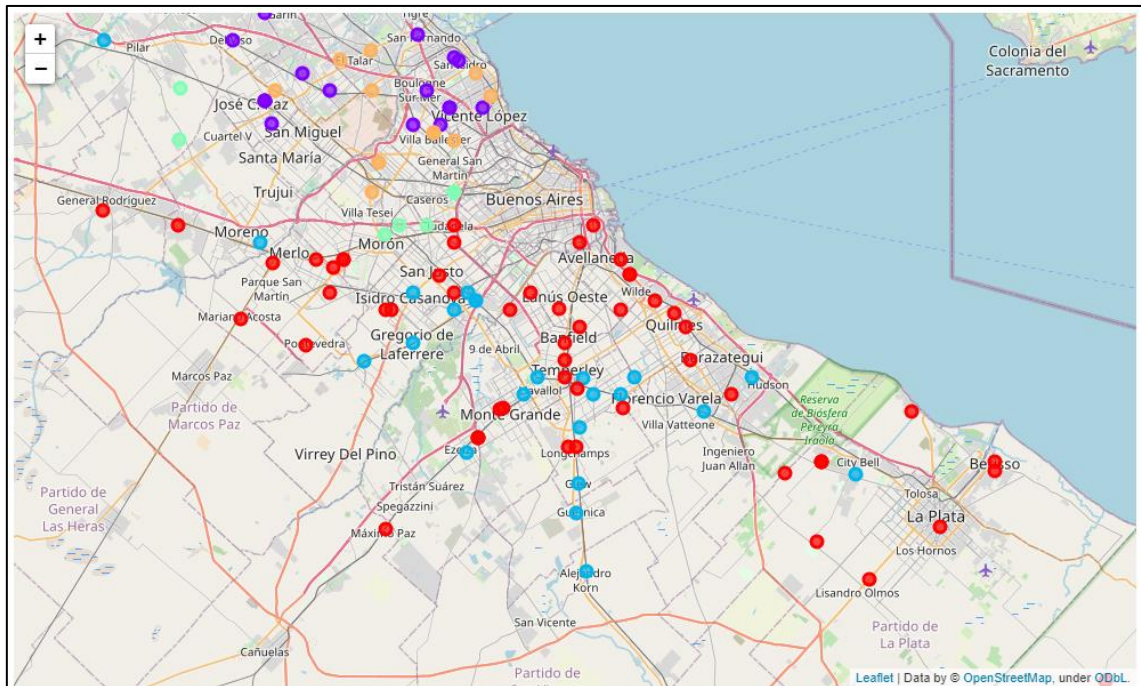 +
−
Garín
Pilar
Tigre
San Fernando
Colonia del
Sacramento
Talar
San Isidro
Boulogne
Sur Mer
José C. Paz
Vicente López
Cuartel V
San Miguel
Villa Ballester
Santa María
General San
Martín
Trujui
General Rodríguez
Villa Tesei
Caseros
Buenos Aires
Moreno
Morón
Merlo
Avellaneda
San Justo
Parque San
Martín
Wilde
Isidro Casanova
Lanús Oeste
Mariano Acosta
Quilmes
Gregorio de
Laferrere
Banfield
Pontevedra
9 de Abril
Berazategui
Marcos Paz
Temperley
Hudson
Partido de
Marcos Paz
Monte Grande
Florencio Varela
Reserva
de Biósfera
Pereyra
Iraola
Villa Vatteone
Virrey Del Pino
Ezeiza
Longchamps
Ingeniero
Juan Allan
City Bell
Berisso
Partido de
General
Las Heras
Tristán Suárez
Glew
Tolosa
Spegazzini
Guernica
La Plata
Máximo Paz
Los Hornos
Alejandro
Korn
Lisandro Olmos
San Vicente
Partido de
La Plata
Cañuelas
Partido de
Leaflet | Data by © OpenStreetMap, under ODbL.